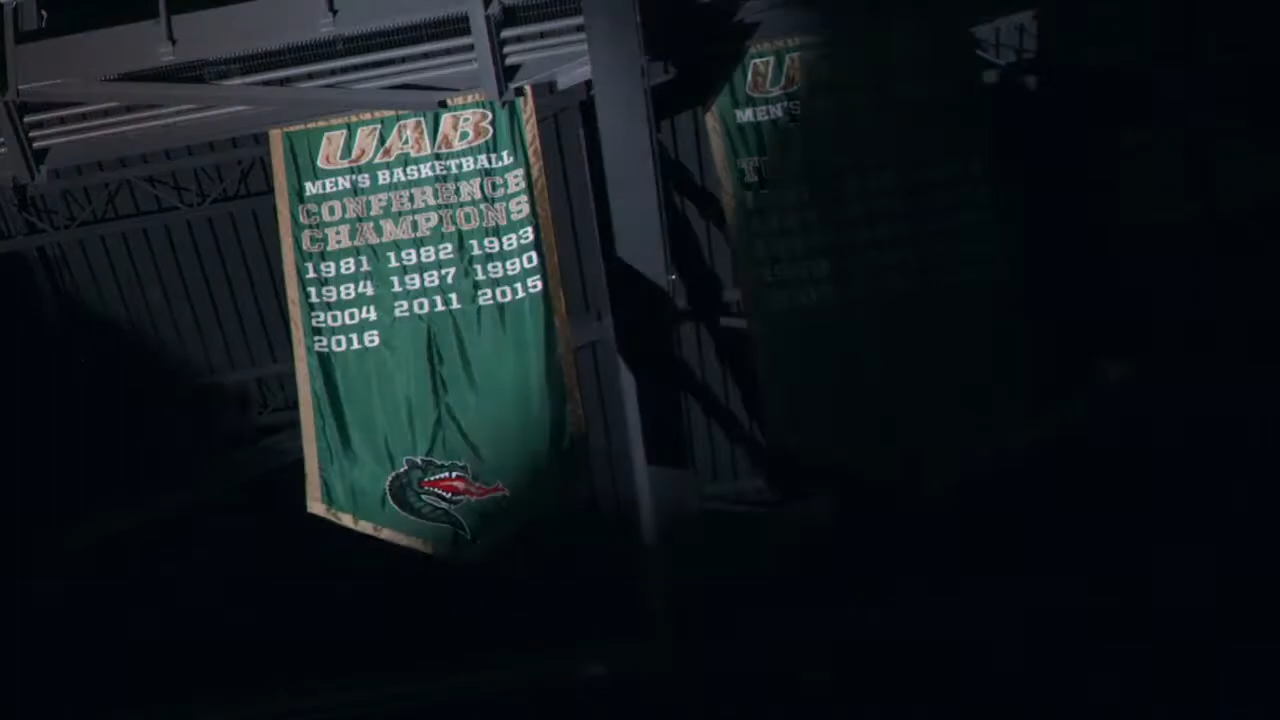 UAB
MEN'S BASKETBALL
CONFERENCE
CHAMPIONS
1981 1982 1983
1984 1987 1990
2004 2011 2015
2016
U
MEN'S